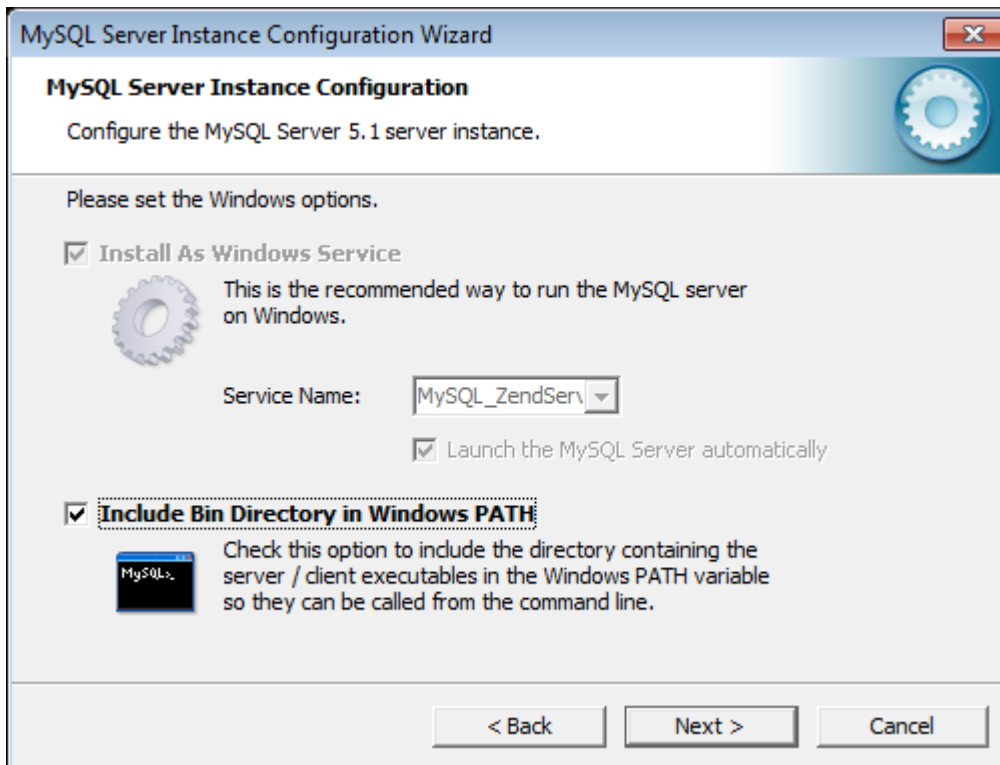 MySQL Server Instance Configuration Wizard
MySQL Server Instance Configuration
Configure the MySQL Server 5.1 server instance.
Please set the Windows options.
Install As Windows Service
This is the recommended way to run the MySQL server
on Windows.
Service Name:
MySQL_ZendServ
Launch the MySQL Server automatically
Include Bin Directory in Windows PATH
MySQL>_
Check this option to include the directory containing the
server / client executables in the Windows PATH variable
so they can be called from the command line.
< Back
Next >
Cancel